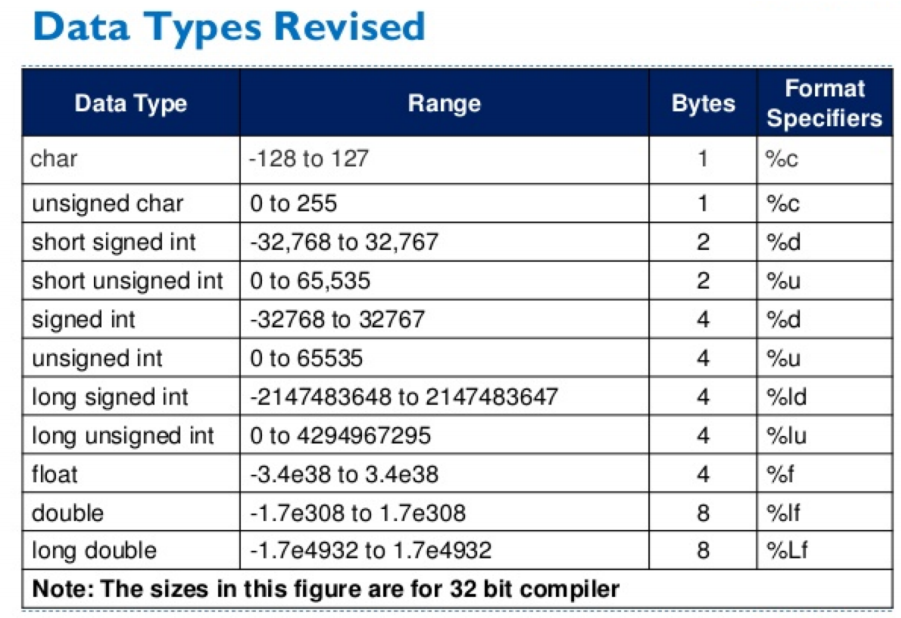 Data Types Revised
Data Type Range Bytes Format Specifiers
char -128 to 127 1 %c
unsigned char 0 to 255 1 %c
short signed int -32,768 to 32,767 2 %d
short unsigned int 0 to 65,535 2 %u
signed int -32768 to 32767 4 %d
unsigned int 0 to 65535 4 %u
long signed int -2147483648 to 2147483647 4 %ld
long unsigned int 0 to 4294967295 4 %lu
float -3.4e38 to 3.4e38 4 %f
double -1.7e308 to 1.7e308 8 %lf
long double -1.7e4932 to 1.7e4932 8 %Lf
Note: The sizes in this figure are for 32 bit compiler